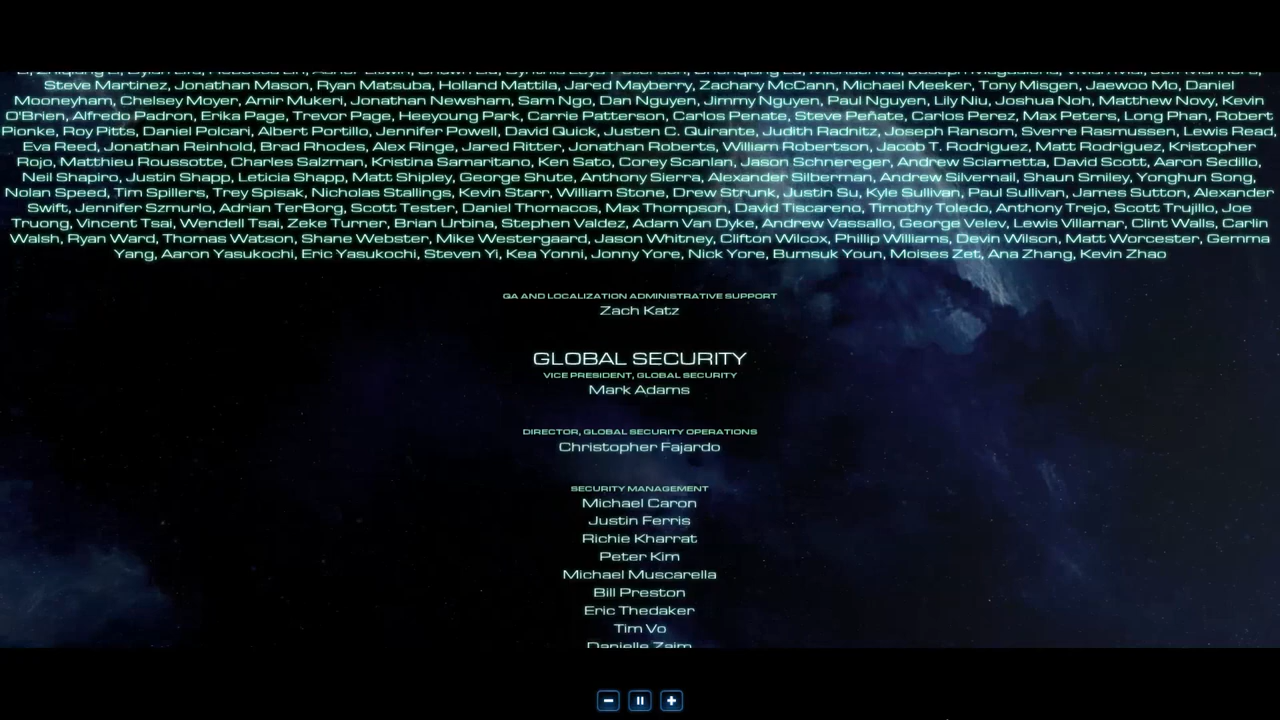 Steve Martinez, Jonathan Mason, Ryan Matsuba, Holland Mattila, Jared Mayberry, Zachary McCann, Michael Meeker, Tony Misgen, Jaewoo Mo, Daniel
Mooneyham, Chelsey Moyer, Amir Mukeri, Jonathan Newsham, Sam Ngo, Dan Nguyen, Jimmy Nguyen, Paul Nguyen, Lily Niu, Joshua Noh, Matthew Novy, Kevin
O'Brien, Alfredo Padron, Erika Page, Trevor Page, Heeyoung Park, Carrie Patterson, Carlos Penate, Steve Peñate, Carlos Perez, Max Peters, Long Phan, Robert
Pionke, Roy Pitts, Daniel Polcari, Albert Portillo, Jennifer Powell, David Quick, Justen C. Quirante, Judith Radnitz, Joseph Ransom, Sverre Rasmussen, Lewis Read,
Eva Reed, Jonathan Reinhold, Brad Rhodes, Alex Ringe, Jared Ritter, Jonathan Roberts, William Robertson, Jacob T. Rodriguez, Matt Rodriguez, Kristopher
Rojo, Matthieu Roussotte, Charles Salzman, Kristina Samaritano, Ken Sato, Corey Scanlan, Jason Schnereger, Andrew Sciametta, David Scott, Aaron Sedillo,
Neil Shapiro, Justin Shapp, Leticia Shapp, Matt Shipley, George Shute, Anthony Sierra, Alexander Silberman, Andrew Silvernail, Shaun Smiley, Yonghun Song,
Nolan Speed, Tim Spillers, Trey Spisak, Nicholas Stallings, Kevin Starr, William Stone, Drew Strunk, Justin Su, Kyle Sullivan, Paul Sullivan, James Sutton, Alexander
Swift, Jennifer Szmurlo, Adrian TerBorg, Scott Tester, Daniel Thomacos, Max Thompson, David Tiscareno, Timothy Toledo, Anthony Trejo, Scott Trujillo, Joe
Truong, Vincent Tsai, Wendell Tsai, Zeke Turner, Brian Urbina, Stephen Valdez, Adam Van Dyke, Andrew Vassallo, George Velev, Lewis Villamar, Clint Walls, Carlin
Walsh, Ryan Ward, Thomas Watson, Shane Webster, Mike Westergaard, Jason Whitney, Clifton Wilcox, Phillip Williams, Devin Wilson, Matt Worcester, Gemma
Yang, Aaron Yasukochi, Eric Yasukochi, Steven Yi, Kea Yonni, Jonny Yore, Nick Yore, Bumsuk Youn, Moises Zet, Ana Zhang, Kevin Zhao
QA AND LOCALIZATION ADMINISTRATIVE SUPPORT
Zach Katz
GLOBAL SECURITY
VICE PRESIDENT, GLOBAL SECURITY
Mark Adams
DIRECTOR, GLOBAL SECURITY OPERATIONS
Christopher Fajardo
SECURITY MANAGEMENT
Michael Caron
Justin Ferris
Richie Kharrat
Peter Kim
Michael Muscarella
Bill Preston
Eric Thedaker
Tim Vo
Danielle Zaim